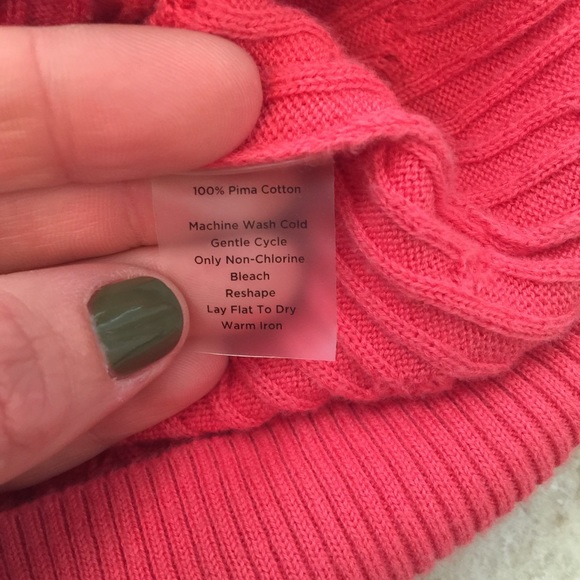 100% Pima Cotton
Machine Wash Cold
Gentle Cycle
Only Non-Chlorine
Bleach
Reshape
Lay Flat To Dry
Warm Iron